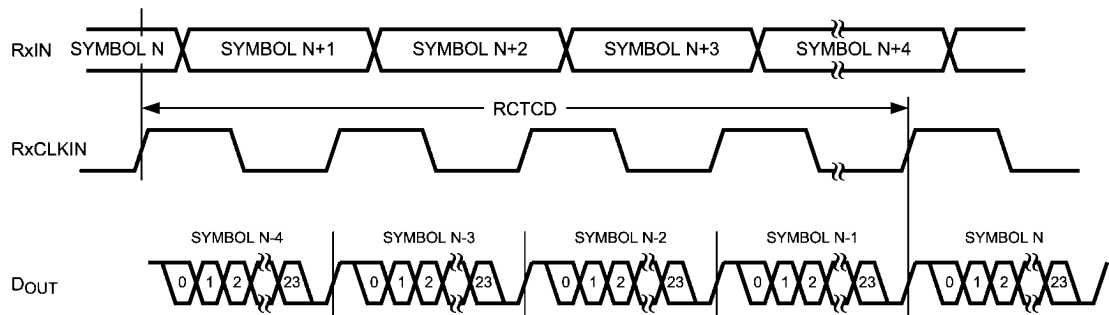 RxIN
SYMBOL N SYMBOL N+1 SYMBOL N+2 SYMBOL N+3 SYMBOL N+4
RCTCD
RxCLKIN
SYMBOL N-4 SYMBOL N-3 SYMBOL N-2 SYMBOL N-1 SYMBOL N
DOUT
0 1 2 23 0 1 2 23 0 1 2 23 0 1 2 23 0 1 2 23